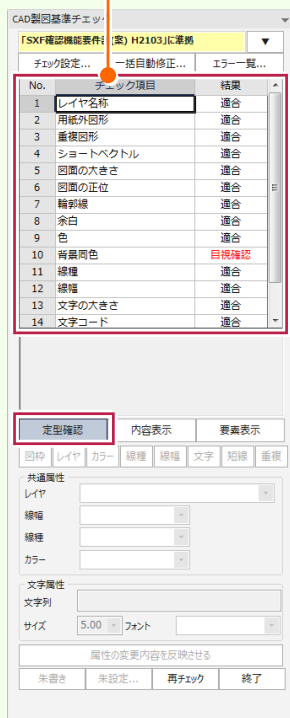 CAD製図基準チェック
「SXF確認機能要件書(案) H2103」に準拠
チェック設定... 一括自動修正... エラー一覧...
No. チェック項目 結果
1 レイヤ名称 適合
2 用紙外図形 適合
3 重複図形 適合
4 ショートベクトル 適合
5 図面の大きさ 適合
6 図面の正位 適合
7 輪郭線 適合
8 余白 適合
9 色 適合
10 背景同色 目視確認
11 線種 適合
12 線幅 適合
13 文字の大きさ 適合
14 文字コード 適合
定型確認 内容表示 要素表示
図枠 レイヤ カラー 線種 線幅 文字 短線 重複
共通属性
レイヤ
線幅
線種
カラー
文字属性
文字列
サイズ 5.00 フォント
属性の変更内容を反映させる
朱書き 朱設定... 再チェック 終了